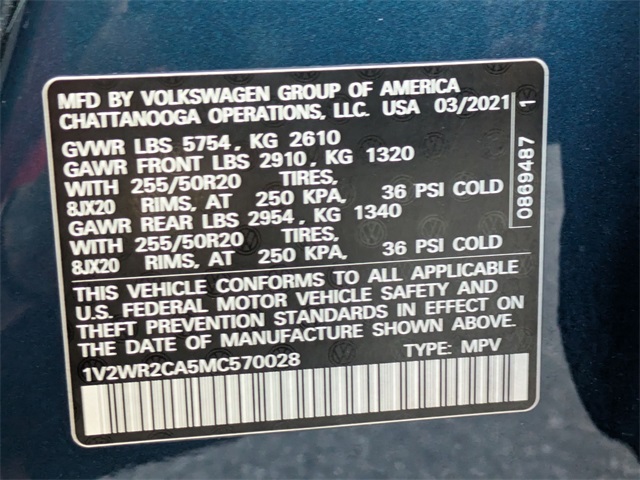 MFD BY VOLKSWAGEN GROUP OF AMERICA
CHATTANOOGA OPERATIONS, LLC. USA 03/2021
GVWR LBS 5754, KG 2610
GAWR FRONT LBS 2910, KG 1320
WITH 255/50R20 TIRES,
8JX20 RIMS, AT 250 KPA, 36 PSI COLD
GAWR REAR LBS 2954, KG 1340
WITH 255/50R20 TIRES,
8JX20 RIMS, AT 250 KPA, 36 PSI COLD
THIS VEHICLE CONFORMS TO ALL APPLICABLE
U.S. FEDERAL MOTOR VEHICLE SAFETY AND
THEFT PREVENTION STANDARDS IN EFFECT ON
THE DATE OF MANUFACTURE SHOWN ABOVE.
1V2WR2CA5MC570028 TYPE: MPV
0869487 1